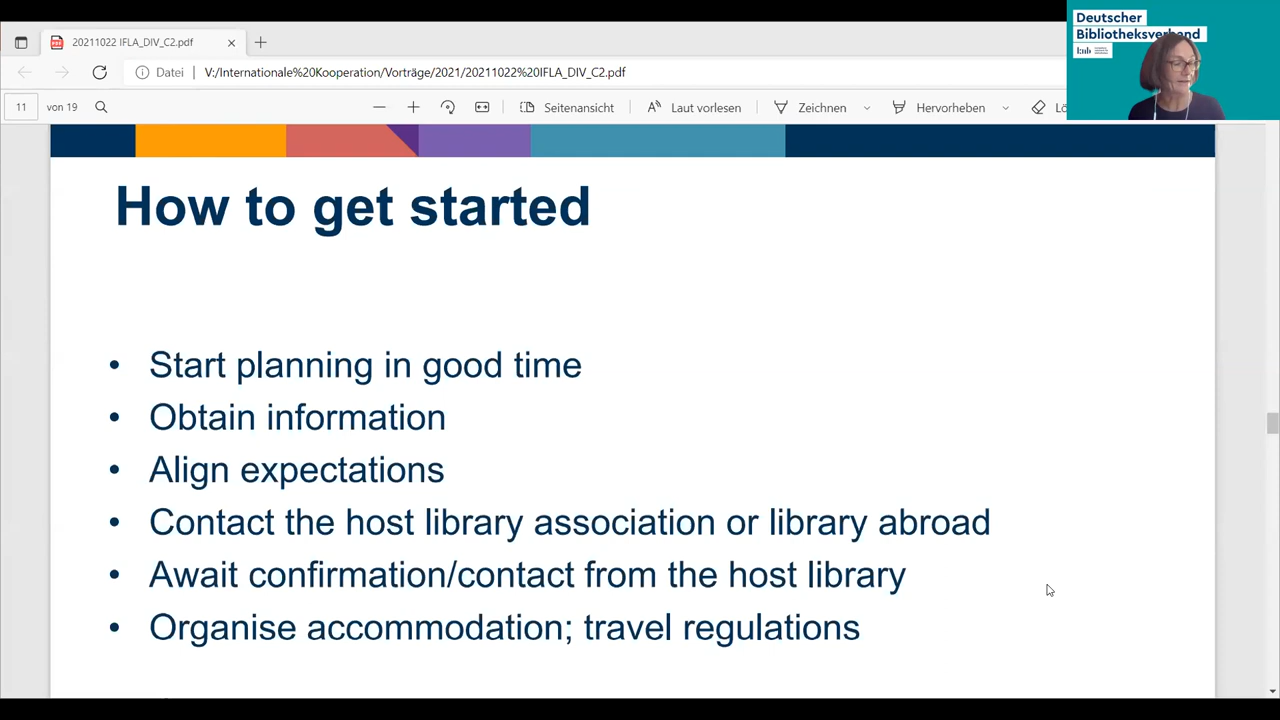 Deutscher
Bibliotheksverband
knb
20211022 IFLA_DIV_C2.pdf
Datei
V:/Internationale%20Kooperation/Vorträge/2021/20211022%20IFLA_DIV_C2.pdf
11 von 19
Seitenansicht
Laut vorlesen
Zeichnen
Hervorheben
How to get started
• Start planning in good time
• Obtain information
• Align expectations
• Contact the host library association or library abroad
• Await confirmation/contact from the host library
• Organise accommodation; travel regulations